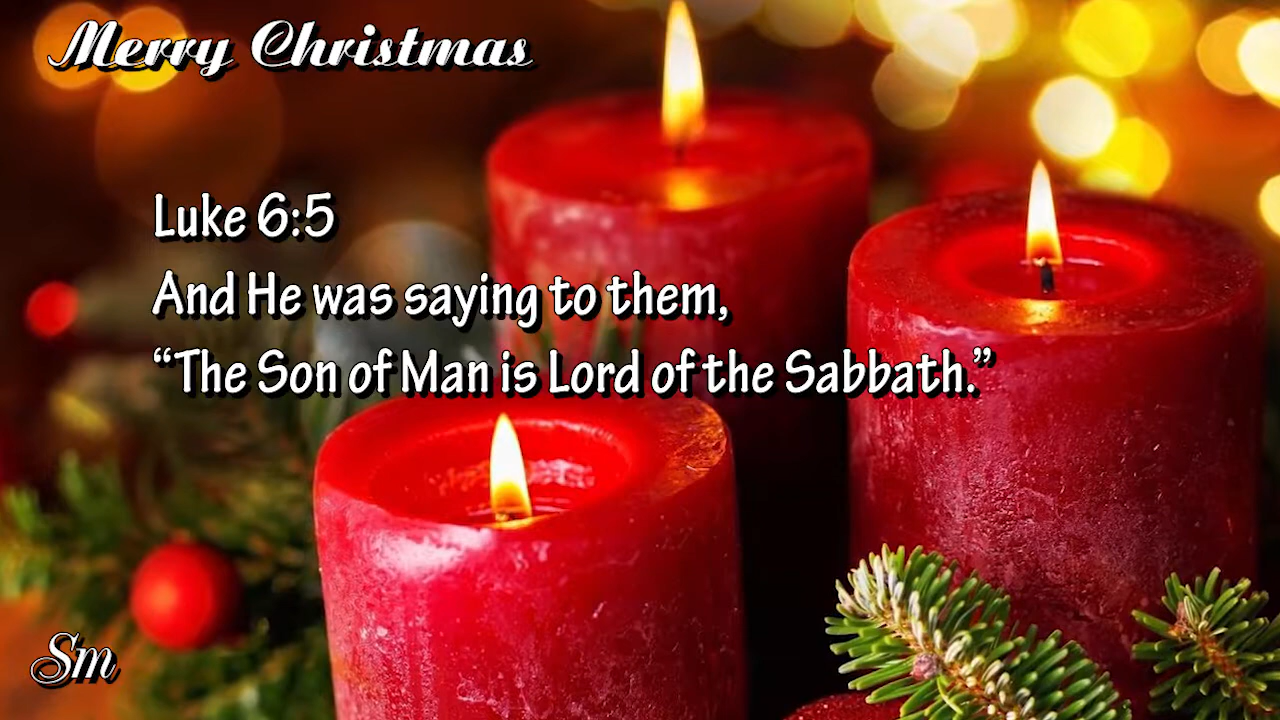 Merry Christmas
Luke 6:5
And He was saying to them,
“The Son of Man is Lord of the Sabbath.”
Sm